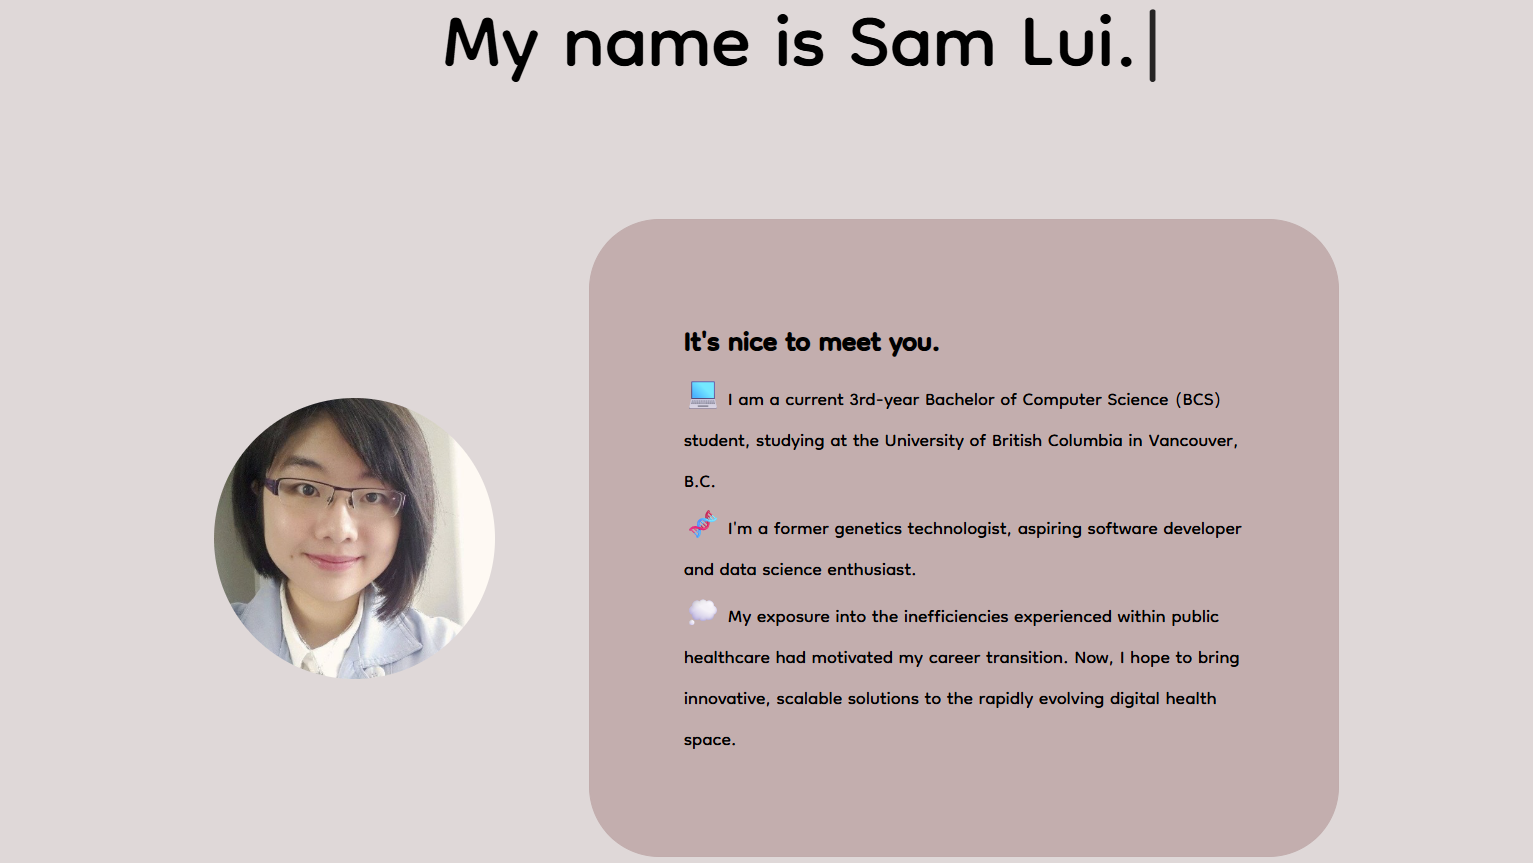 My name is Sam Lui.|
It's nice to meet you.
💻 I am a current 3rd-year Bachelor of Computer Science (BCS)
student, studying at the University of British Columbia in Vancouver,
B.C.
🧬 I'm a former genetics technologist, aspiring software developer
and data science enthusiast.
💭 My exposure into the inefficiencies experienced within public
healthcare had motivated my career transition. Now, I hope to bring
innovative, scalable solutions to the rapidly evolving digital health
space.